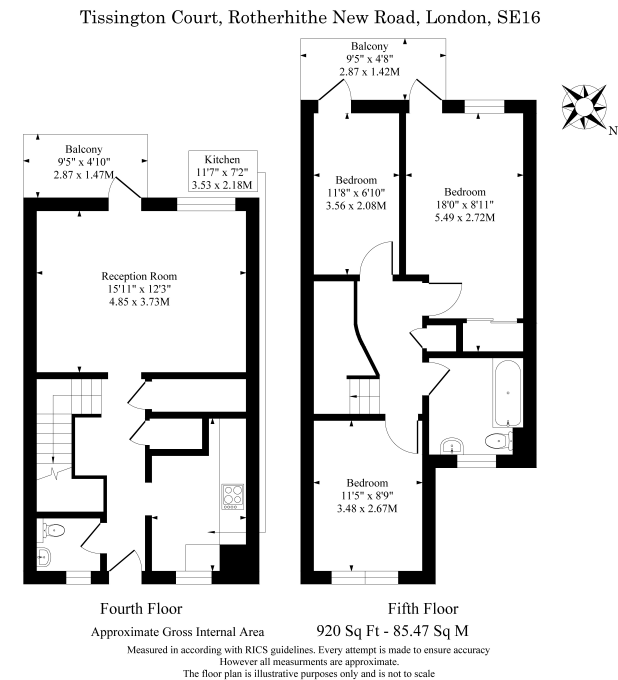 Tissington Court, Rotherhithe New Road, London, SE16
Balcony
9'5" x 4'8"
2.87 x 1.42M
N
Balcony
9'5" x 4'10"
2.87 x 1.47M
Kitchen
11'7" x 7'2"
3.53 x 2.18M
Bedroom
11'8" x 6'10"
3.56 x 2.08M
Bedroom
18'0" x 8'11"
5.49 x 2.72M
Reception Room
15'11" x 12'3"
4.85 x 3.73M
Bedroom
11'5" x 8'9"
3.48 x 2.67M
Fourth Floor
Fifth Floor
Approximate Gross Internal Area 920 Sq Ft - 85.47 Sq M
Measured in according with RICS guidelines. Every attempt is made to ensure accuracy
However all measurments are approximate.
The floor plan is illustrative purposes only and is not to scale